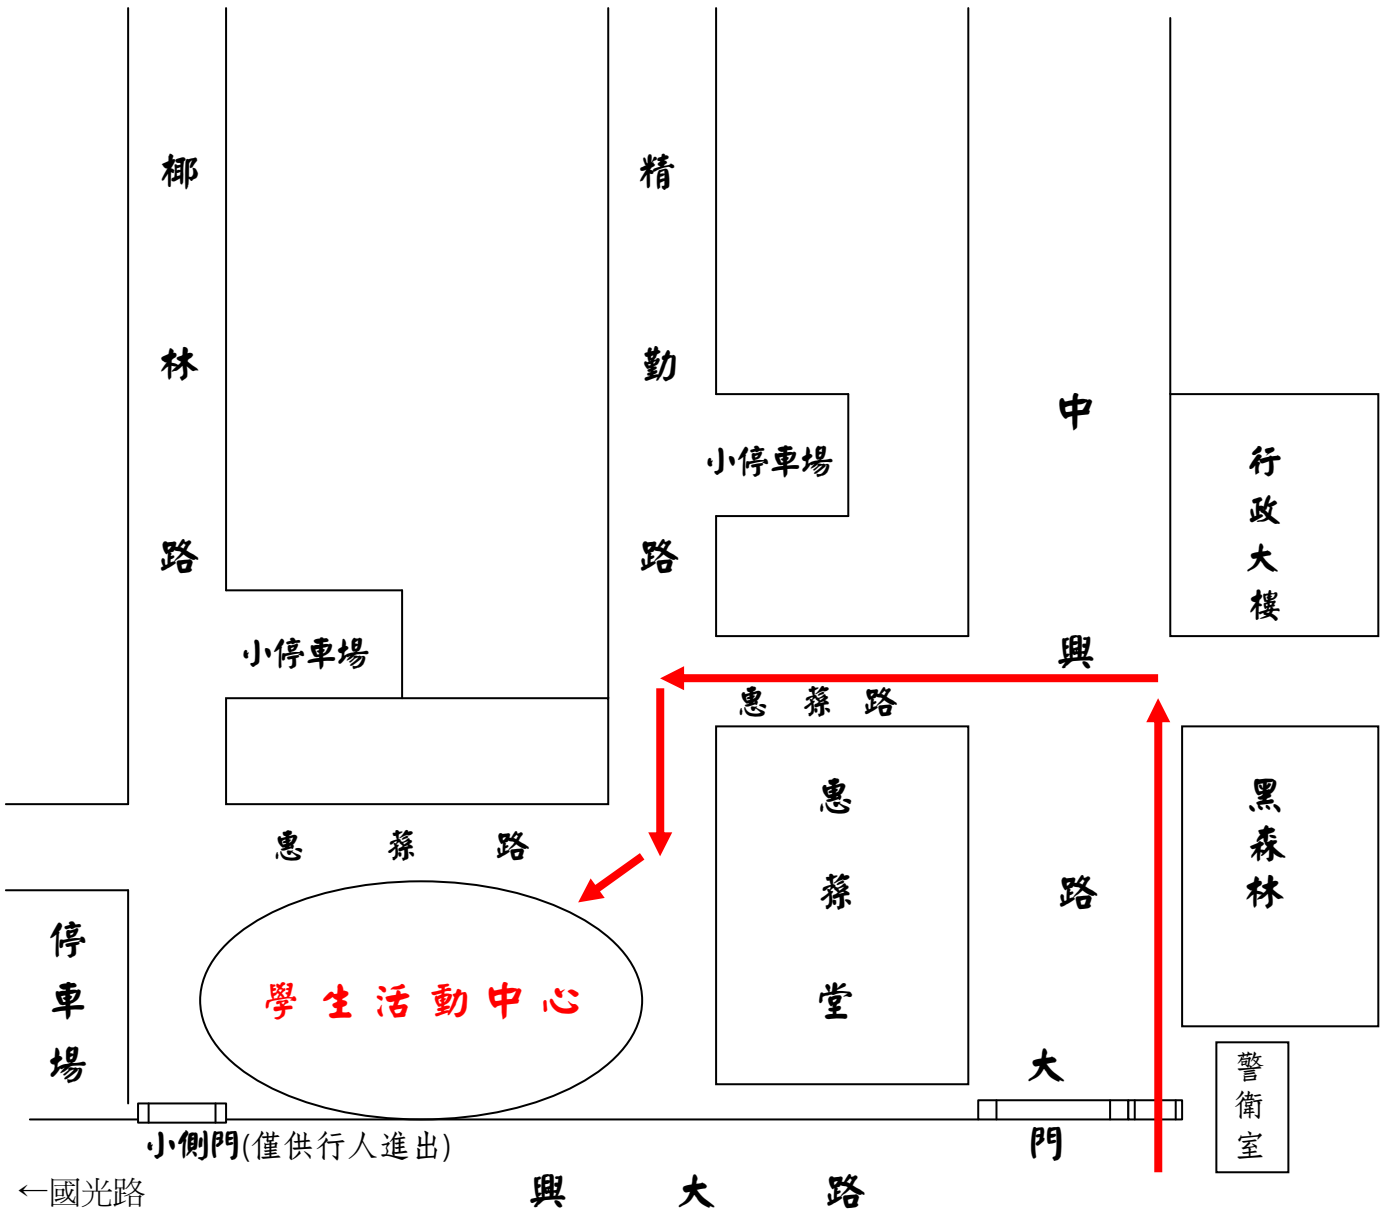 椰林路
精勤路
中興路
小停車場
行政大樓
小停車場
惠蓀路
惠蓀堂
黑森林
惠蓀路
停車場
學生活動中心
大門
警衛室
小側門(僅供行人進出)
←國光路
興大路